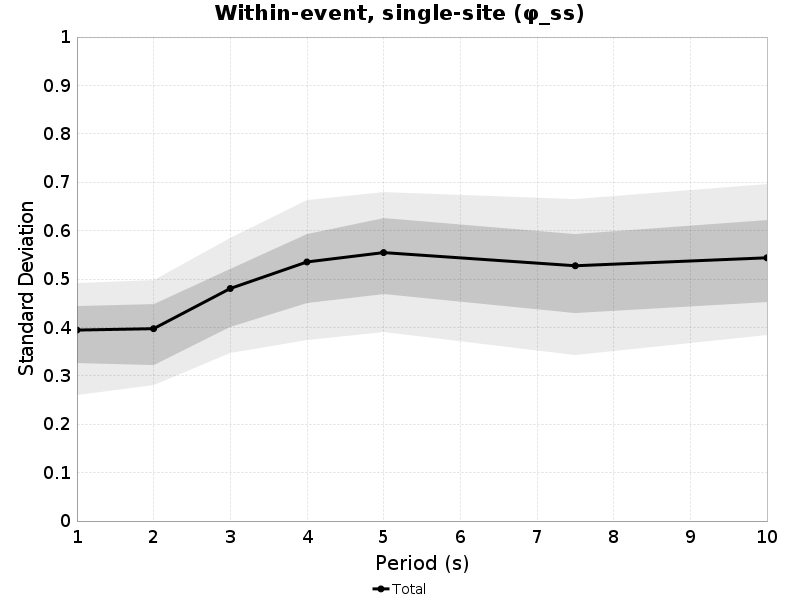 Within-event, single-site (φ_ss)
Standard Deviation
1
0.9
0.8
0.7
0.6
0.5
0.4
0.3
0.2
0.1
0
1 2 3 4 5 6 7 8 9 10
Period (s)
Total